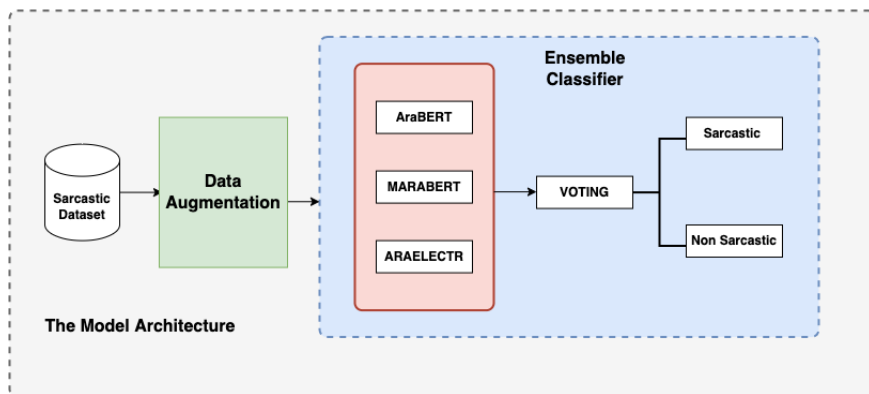 Ensemble
Classifier
AraBERT
Sarcastic
Sarcastic
Dataset
Data
Augmentation
MARABERT
VOTING
Non Sarcastic
ARAELECTR
The Model Architecture